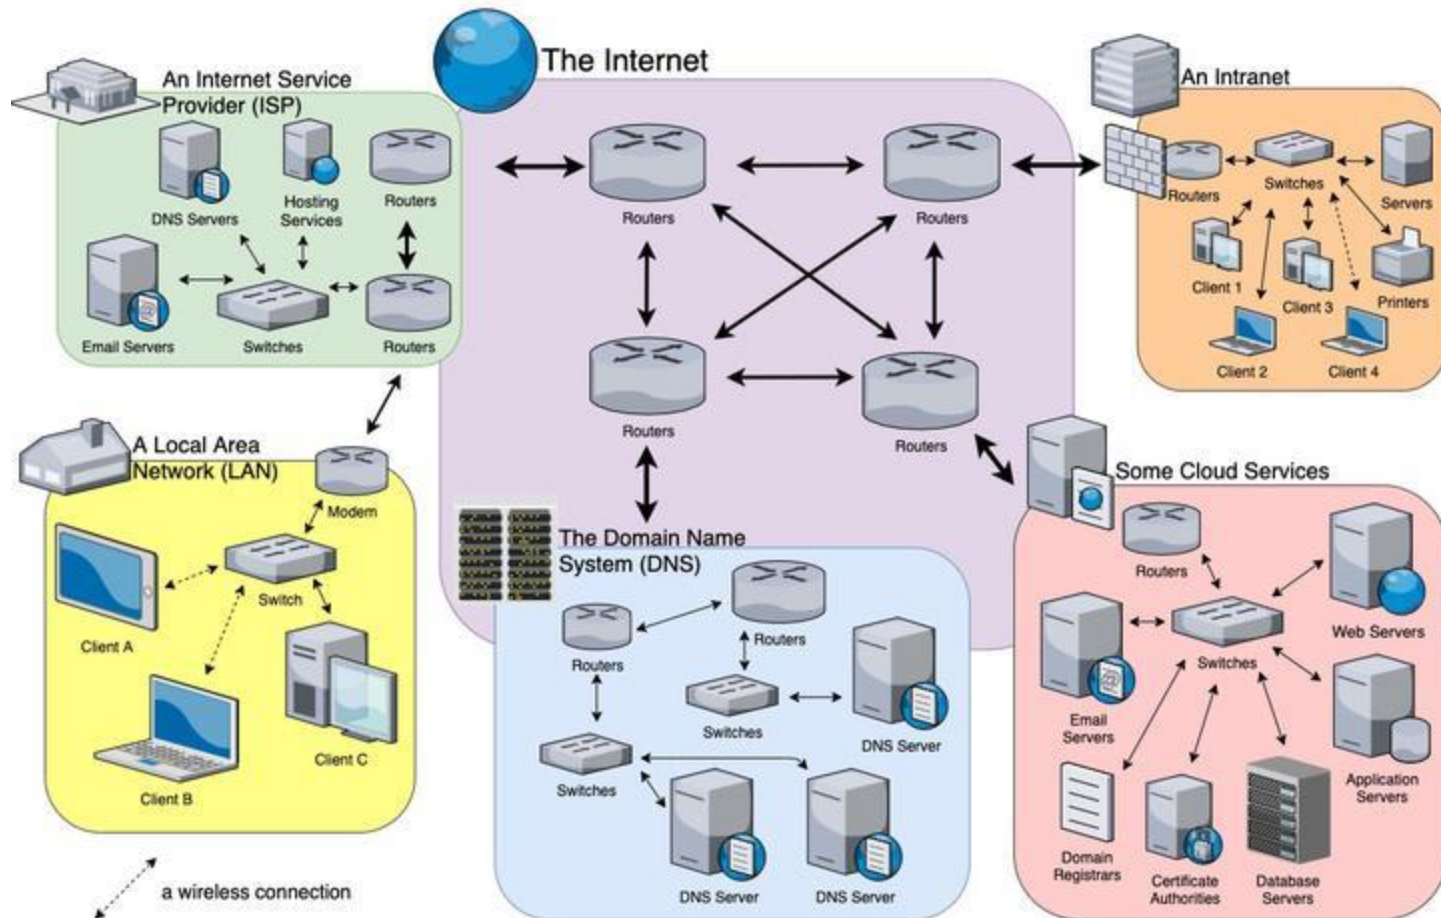 The Internet
An Internet Service
Provider (ISP)
DNS Servers
Hosting
Services
Routers
Email Servers
Switches
Routers
Routers
Routers
Routers
Routers
An Intranet
Routers
Switches
Servers
Client 1
Client 3
Printers
Client 2
Client 4
A Local Area
Network (LAN)
Modem
Switch
Client A
Client B
Client C
a wireless connection
The Domain Name
System (DNS)
Routers
Routers
Switches
DNS Server
Switches
DNS Server
DNS Server
Some Cloud Services
Routers
Web Servers
Switches
Email
Servers
Application
Servers
Domain
Registrars
Certificate
Authorities
Database
Servers